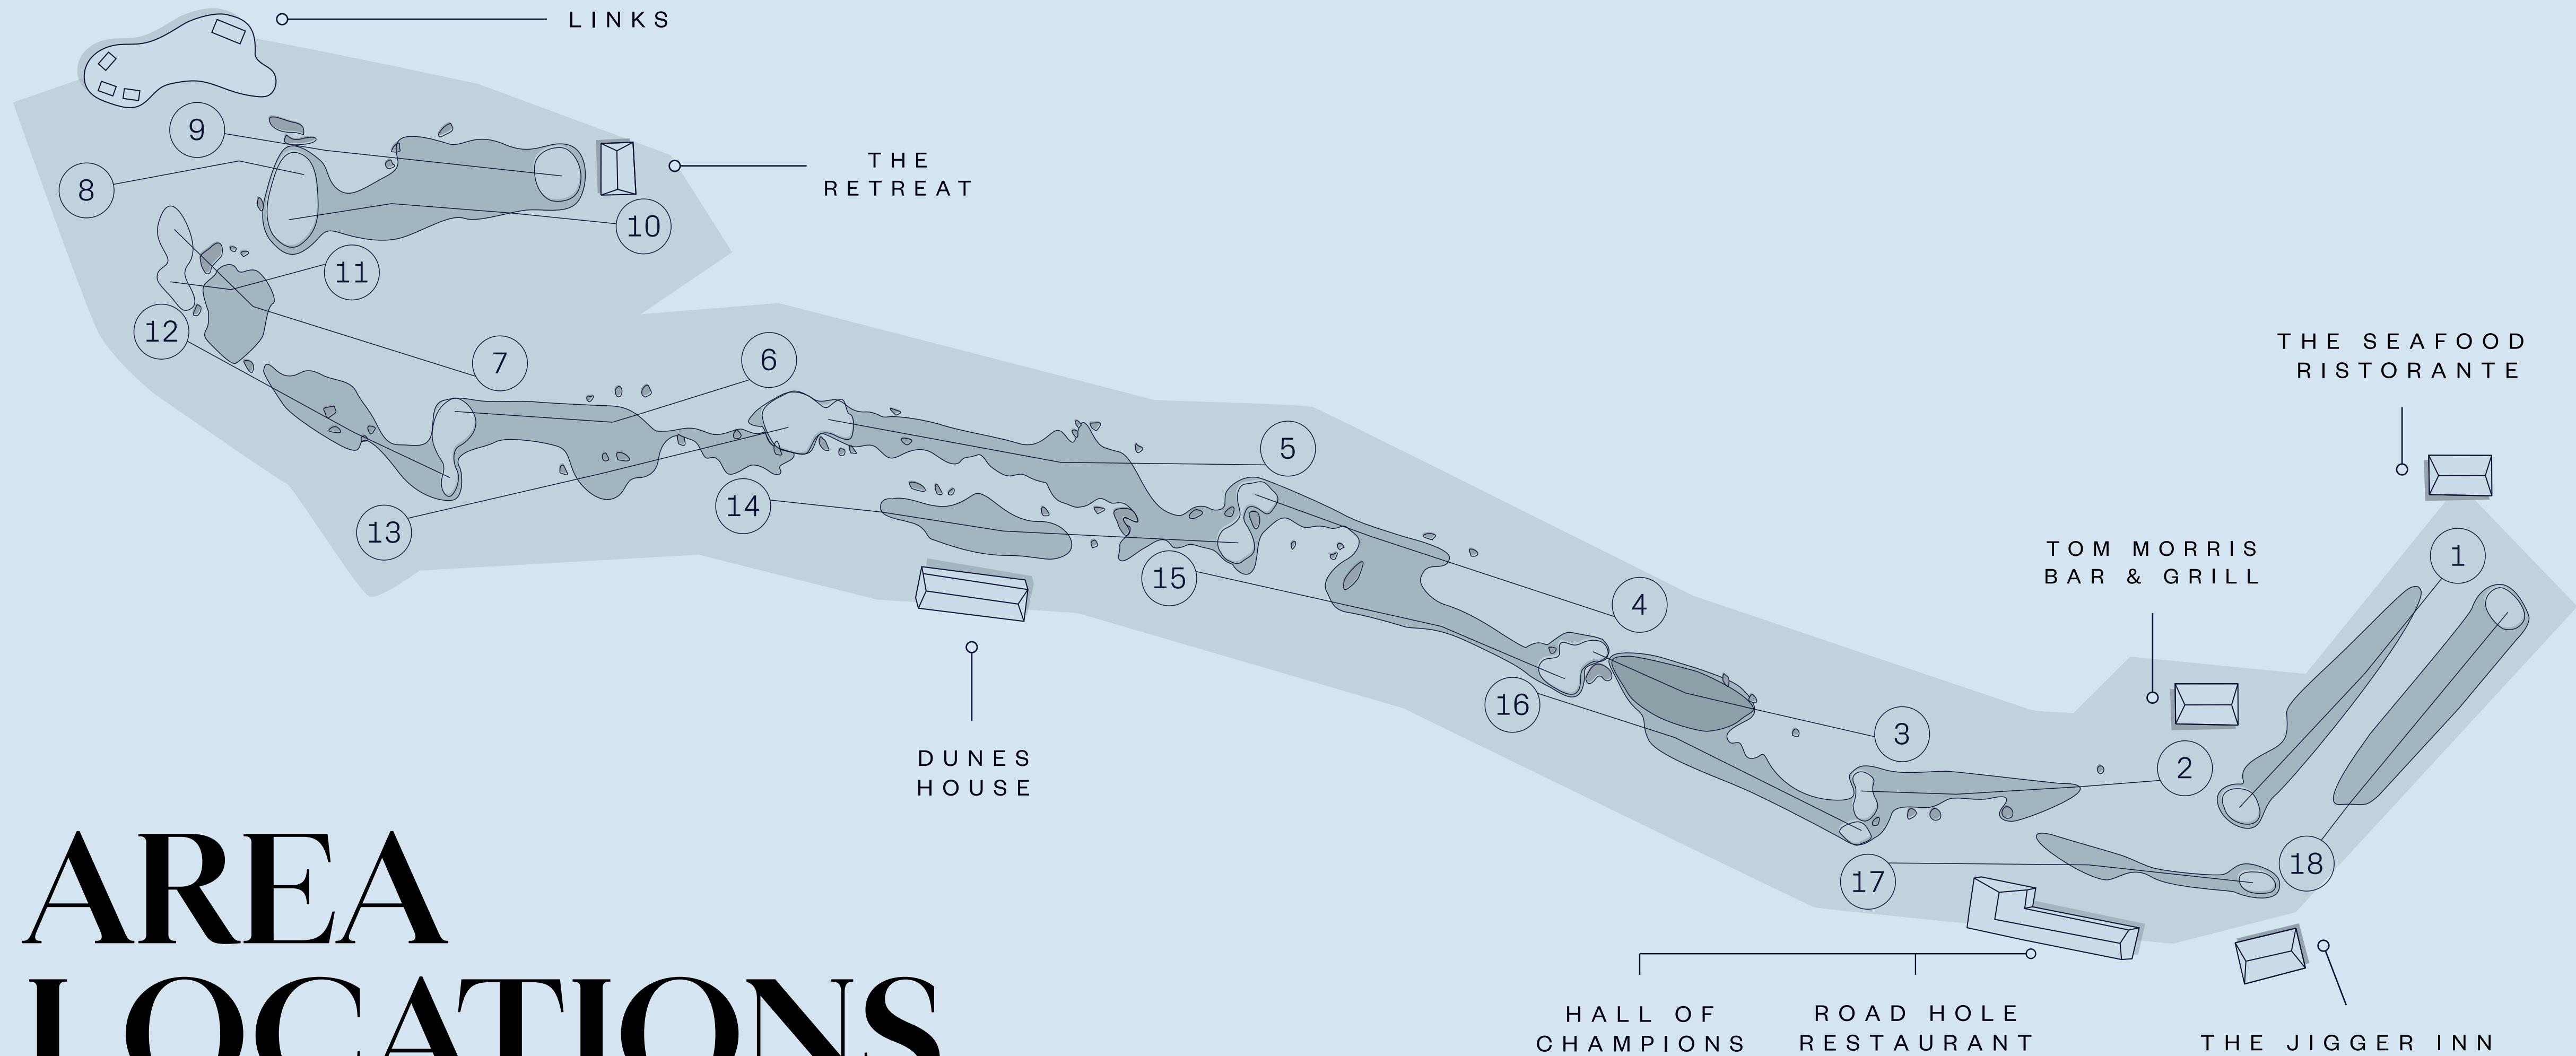 LINKS
9
8
THE
RETREAT
10
11
12
7
6
13
14
5
15
4
16
3
THE SEAFOOD
RISTORANTE
TOM MORRIS
BAR & GRILL
1
2
18
17
DUNES
HOUSE
HALL OF
CHAMPIONS
ROAD HOLE
RESTAURANT
THE JIGGER INN
AREA
LOCATIONS